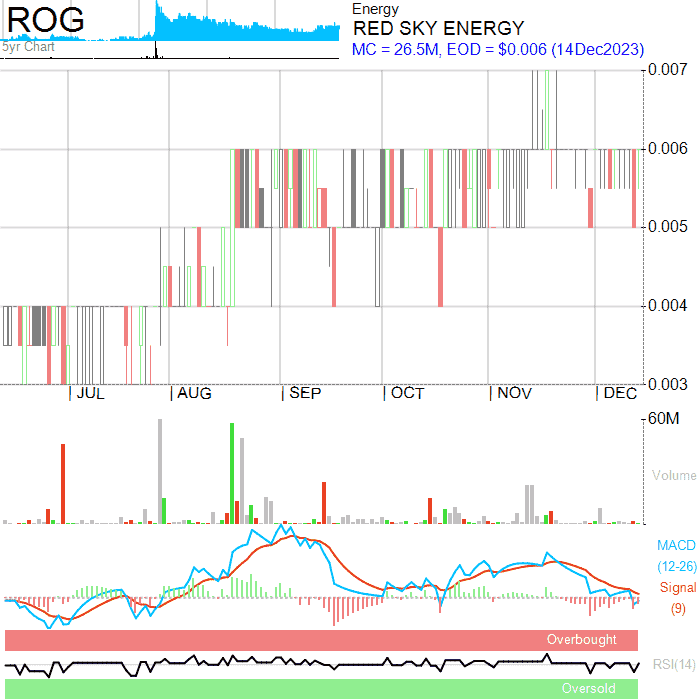 ROG
5yr Chart
Energy
RED SKY ENERGY
MC = 26.5M, EOD = $0.006 (14Dec2023)
0.007
0.006
0.005
0.004
0.003
JUL AUG SEP OCT NOV DEC
60M
Volume
MACD
(12-26)
Signal
(9)
Overbought
RSI(14)
Oversold